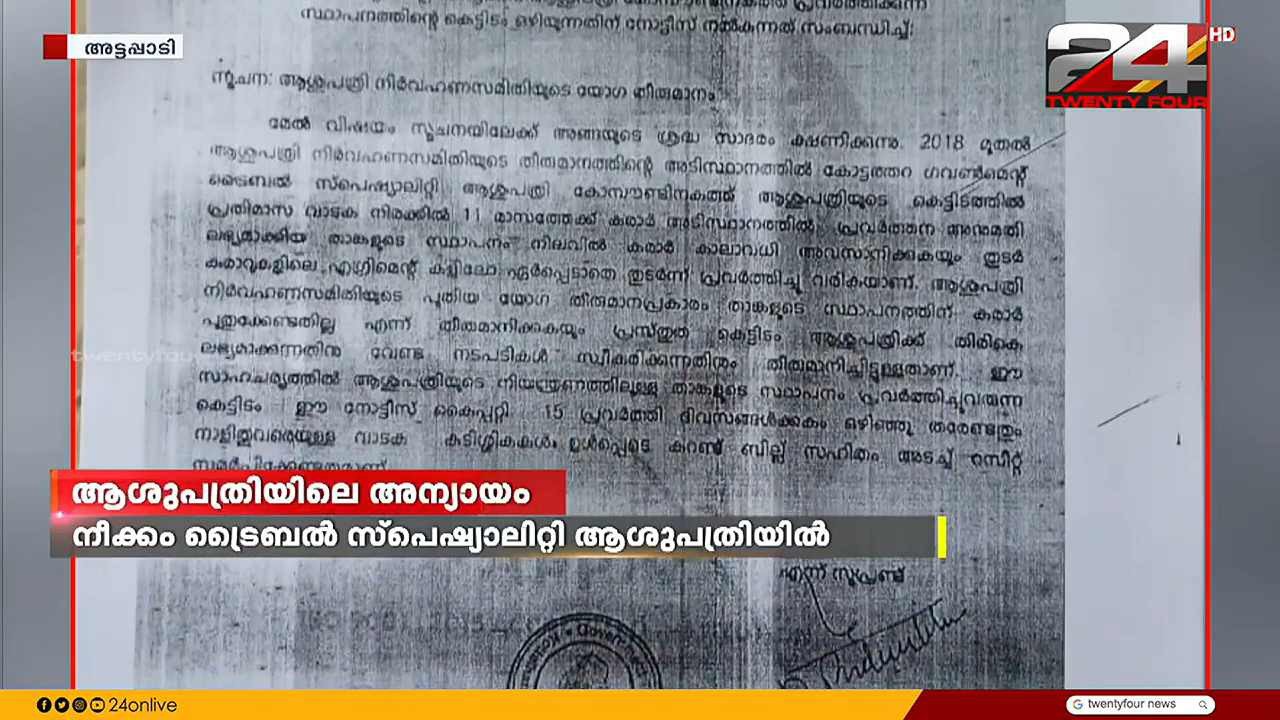 സ്ഥാപനത്തിന്റെ കെട്ടിടം ഒഴിയുന്നതിന് നോട്ടീസ് നൽകുന്നത് സംബന്ധിച്ച്:
അട്ടപ്പാടി
24
HD
TWENTY FOUR
സൂചന: ആശുപത്രി നിർവഹണസമിതിയുടെ യോഗ തീരുമാനം
മേൽ വിഷയം സൂചനയിലേക്ക് അങ്ങയുടെ ശ്രദ്ധ സാദരം ക്ഷണിക്കുന്നു. 2018 മുതൽ
ആശുപത്രി നിർവഹണസമിതിയുടെ തീരുമാനത്തിന്റെ അടിസ്ഥാനത്തിൽ കോട്ടത്തറ ഗവൺമെന്റ്
ട്രൈബൽ സ്പെഷ്യാലിറ്റി ആശുപത്രി കോമ്പൗണ്ടിനകത്ത് ആശുപത്രിയുടെ കെട്ടിടത്തിൽ
പ്രതിമാസ വാടക നിരക്കിൽ 11 മാസത്തേക്ക് കരാർ അടിസ്ഥാനത്തിൽ പ്രവർത്തന അനുമതി
ലഭ്യമാക്കിയ താങ്കളുടെ സ്ഥാപനം നിലവിൽ കരാർ കാലാവധി അവസാനിക്കുകയും തുടർ
കരാറുകളിലെ എഗ്രിമെന്റ് ഏർപ്പെടാതെ തുടർന്ന് പ്രവർത്തിച്ചു വരികയാണ്. ആശുപത്രി
നിർവഹണസമിതിയുടെ പുതിയ യോഗ തീരുമാനപ്രകാരം താങ്കളുടെ സ്ഥാപനത്തിന് കരാർ
പുതുക്കേണ്ടതില്ല എന്ന് തീരുമാനിക്കുകയും പ്രസ്തുത കെട്ടിടം ആശുപത്രിക്ക് തിരികെ
ലഭ്യമാക്കുന്നതിനു വേണ്ട നടപടികൾ സ്വീകരിക്കുന്നതിനും തീരുമാനിച്ചിട്ടുള്ളതാണ്. ഈ
സാഹചര്യത്തിൽ ആശുപത്രിയുടെ നിയന്ത്രണത്തിലുള്ള താങ്കളുടെ സ്ഥാപനം പ്രവർത്തിച്ചുവരുന്ന
കെട്ടിടം ഈ നോട്ടീസ് കൈപ്പറ്റി 15 പ്രവർത്തി ദിവസങ്ങൾക്കകം ഒഴിഞ്ഞു തരേണ്ടതും
നാളിതുവരെയുള്ള വാടക കുടിശ്ശികകൾ ഉൾപ്പെടെ കറണ്ട് ബില്ല് സഹിതം അടച്ച് റസീറ്റ്
സമർപ്പിക്കേണ്ടതുമാണ്
twentyfour
ആശുപത്രിയിലെ അന്യായം
നീക്കം ട്രൈബൽ സ്പെഷ്യാലിറ്റി ആശുപത്രിയിൽ
എന്ന് സൂപ്രണ്ട്
24onlive
twentyfour news